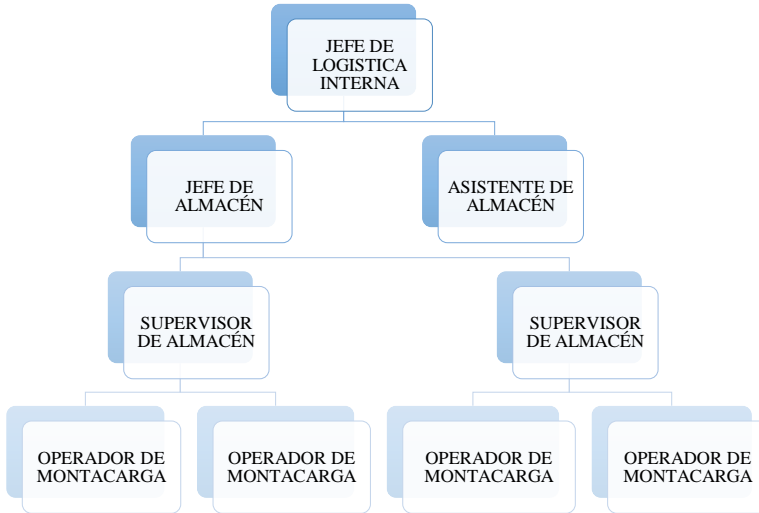 JEFE DE
LOGISTICA
INTERNA
JEFE DE
ALMACÉN
ASISTENTE DE
ALMACÉN
SUPERVISOR
DE ALMACÉN
SUPERVISOR
DE ALMACÉN
OPERADOR DE
MONTACARGA
OPERADOR DE
MONTACARGA
OPERADOR DE
MONTACARGA
OPERADOR DE
MONTACARGA